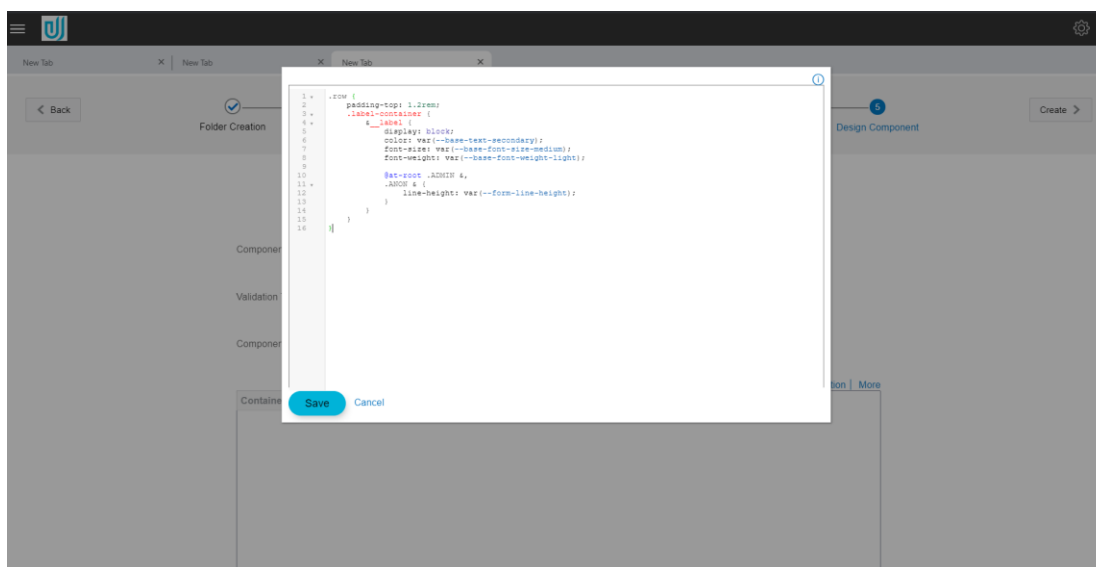 New Tab × New Tab × New Tab ×
Back
Folder Creation
5
Design Component
Create
1 .row {
2 padding-top: 1.2rem;
3 .label-container {
4 &__label {
5 display: block;
6 color: var(--base-text-secondary);
7 font-size: var(--base-font-size-medium);
8 font-weight: var(--base-font-weight-light);
9
10 @at-root .ADMIN &,
11 .ANON & {
12 line-height: var(--form-line-height);
13 }
14 }
15 }
16 }
Componen
Validation
Componen
tion | More
Containe
Save Cancel